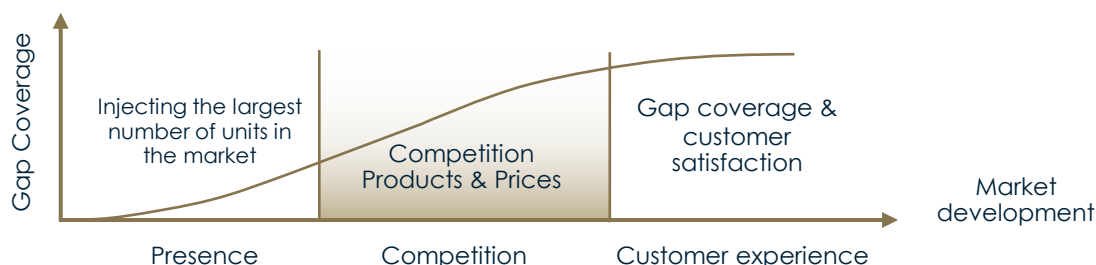 Gap Coverage
Injecting the largest
number of units in
the market
Competition
Products & Prices
Gap coverage &
customer
satisfaction
Market
development
Presence
Competition
Customer experience